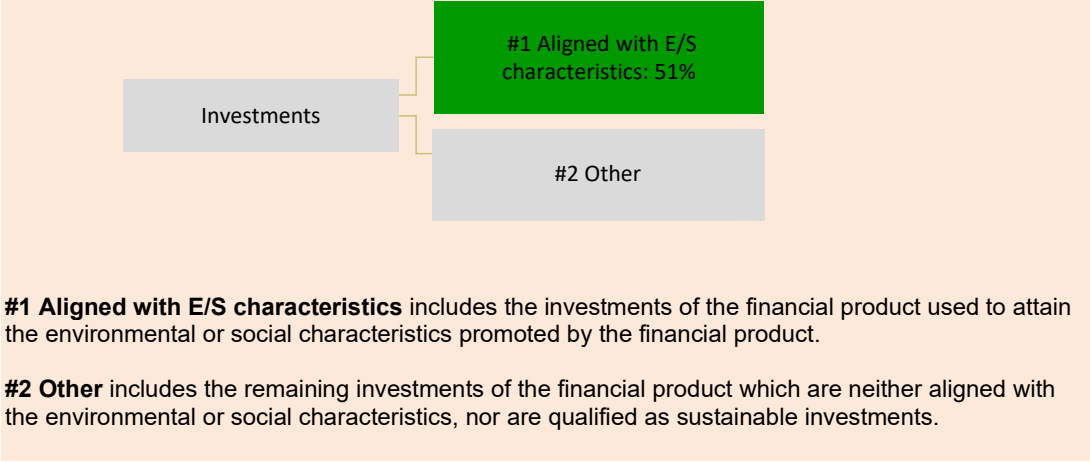 #1 Aligned with E/S
characteristics: 51%
Investments
#2 Other
#1 Aligned with E/S characteristics includes the investments of the financial product used to attain
the environmental or social characteristics promoted by the financial product.
#2 Other includes the remaining investments of the financial product which are neither aligned with
the environmental or social characteristics, nor are qualified as sustainable investments.